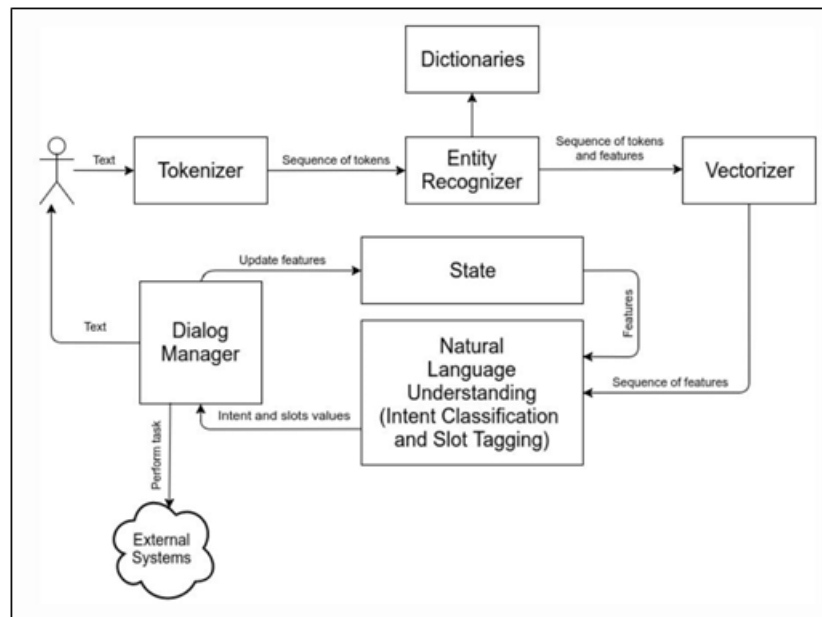 Dictionaries
Text
Tokenizer
Sequence of tokens
Entity
Recognizer
Sequence of tokens
and features
Vectorizer
Update features
State
Features
Text
Dialog
Manager
Natural
Language
Understanding
(Intent Classification
and Slot Tagging)
Sequence of features
Intent and slots values
Perform task
External
Systems